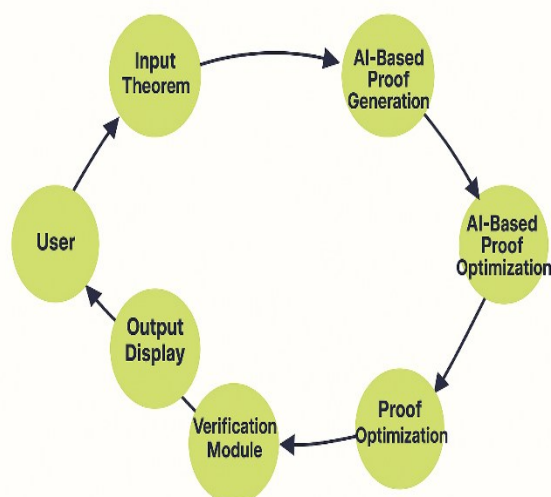 Input
Theorem
AI-Based
Proof
Generation
AI-Based
Proof
Optimization
Proof
Optimization
Verification
Module
Output
Display
User